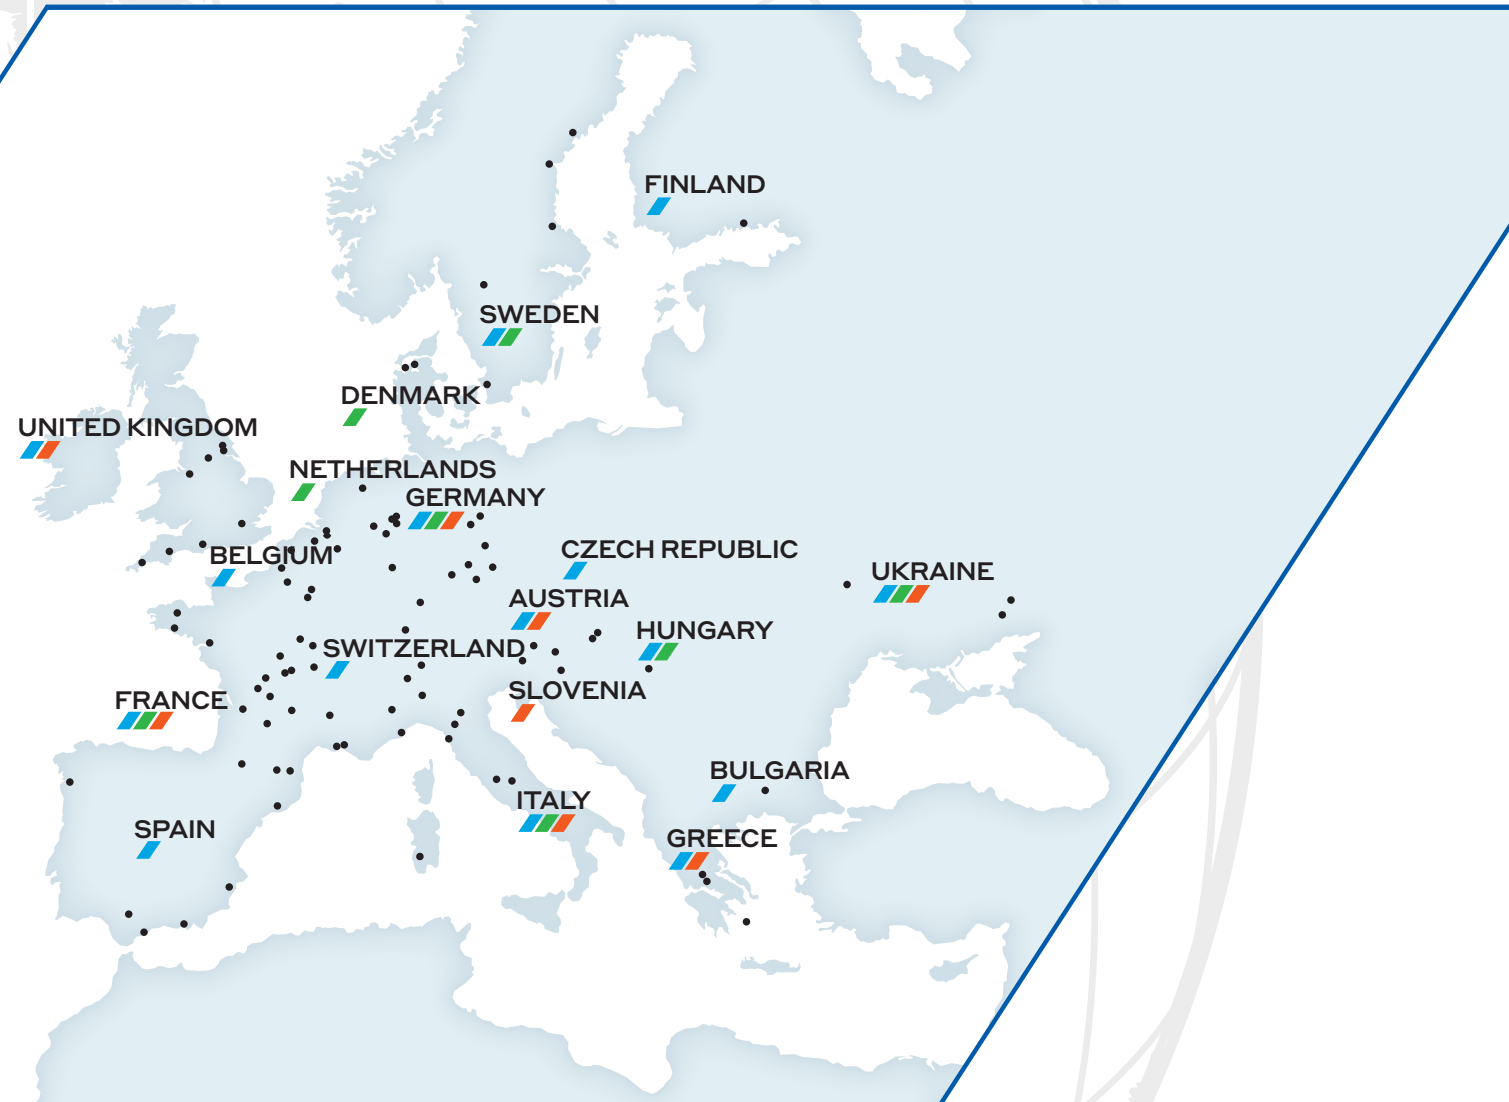 FINLAND
SWEDEN
DENMARK
UNITED KINGDOM
NETHERLANDS
GERMANY
BELGIUM
CZECH REPUBLIC
UKRAINE
AUSTRIA
HUNGARY
SWITZERLAND
SLOVENIA
FRANCE
BULGARIA
ITALY
SPAIN
GREECE